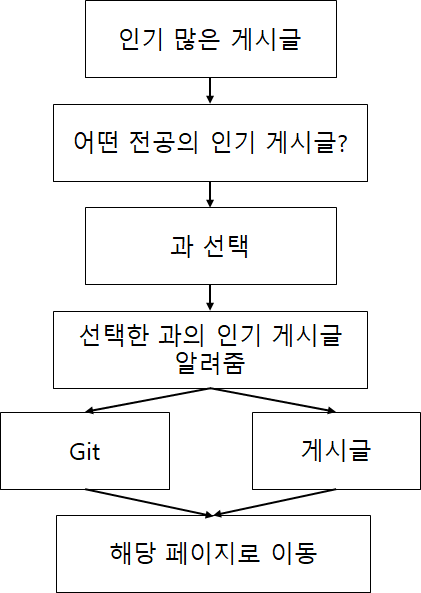 인기 많은 게시글
어떤 전공의 인기 게시글?
과 선택
선택한 과의 인기 게시글
알려줌
Git
게시글
해당 페이지로 이동